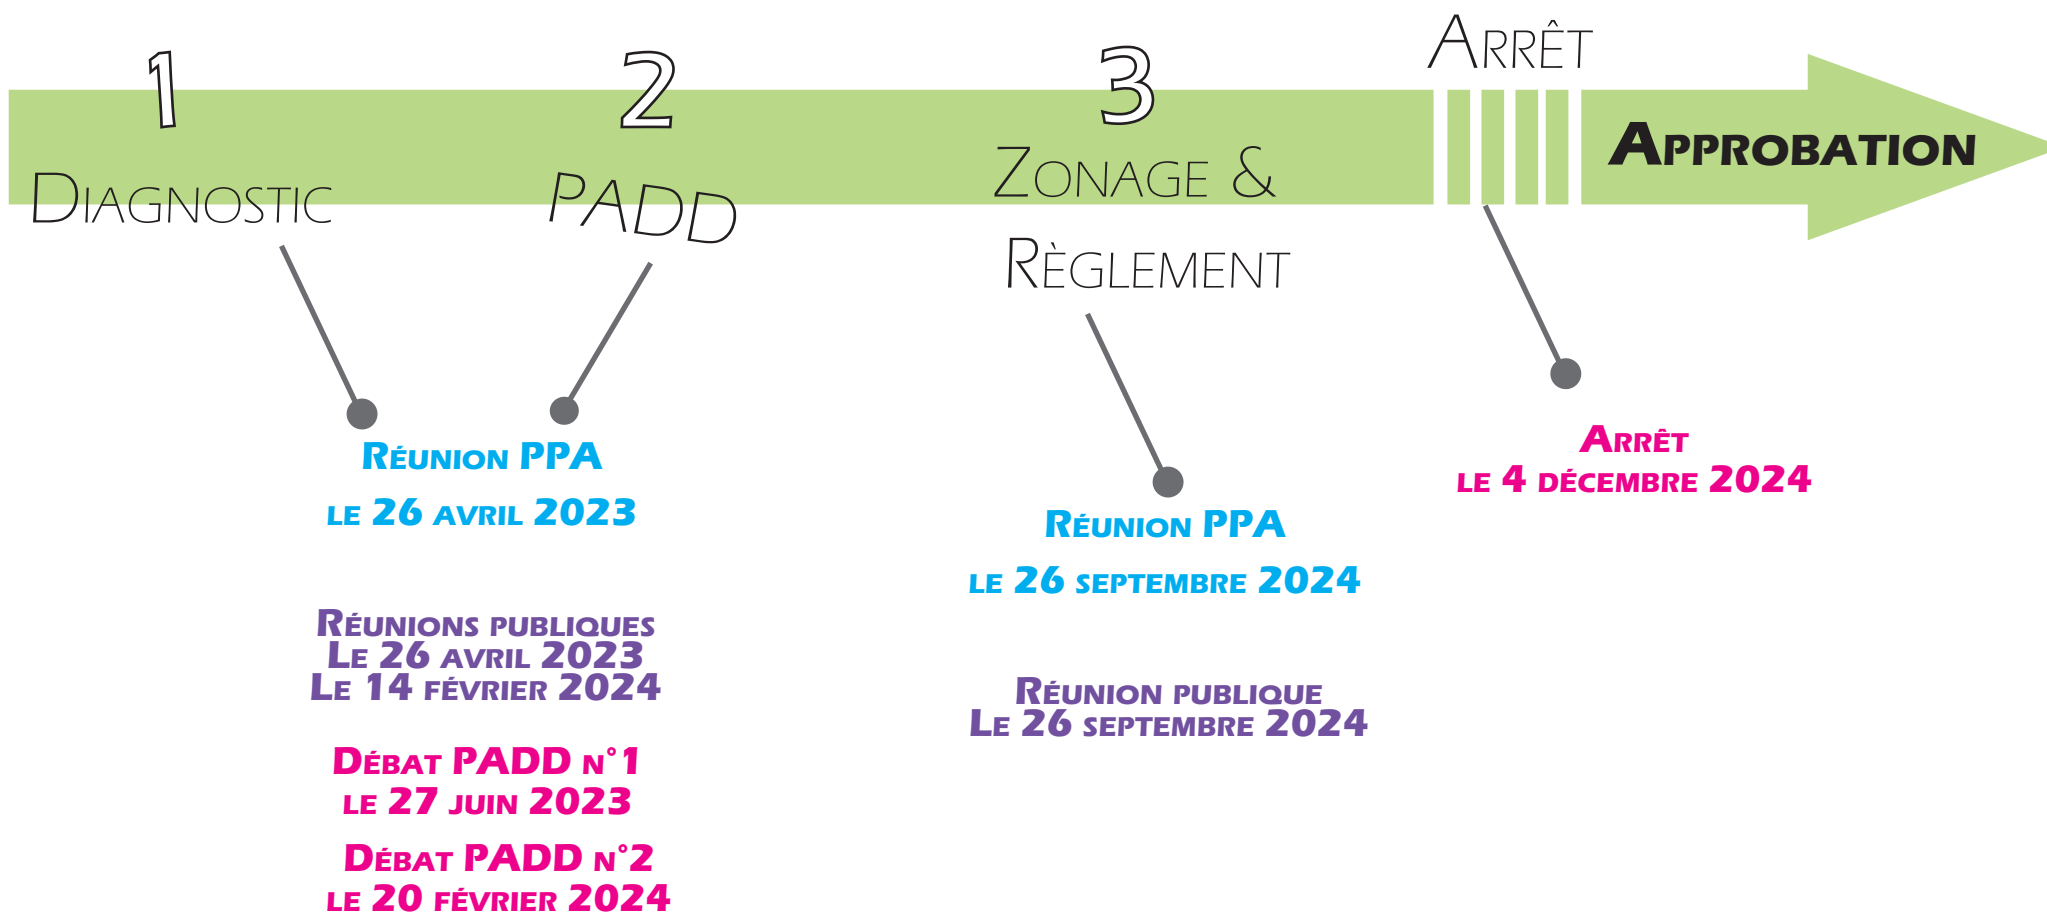 1
Diagnostic
2
PADD
3
Zonage &
Règlement
Arrêt
Approbation
Réunion PPA
le 26 avril 2023
Réunions publiques
Le 26 avril 2023
Le 14 février 2024
Débat PADD n°1
le 27 juin 2023
Débat PADD n°2
le 20 février 2024
Réunion PPA
le 26 septembre 2024
Réunion publique
Le 26 septembre 2024
Arrêt
le 4 décembre 2024